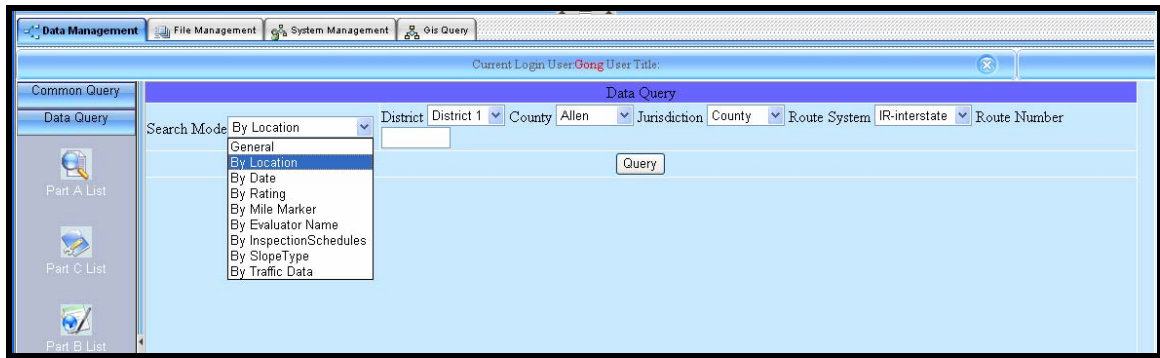 Data Management File Management System Management Gis Query
Current Login User:Gong User Title:
Common Query
Data Query
Data Query
Search Mode By Location District District 1 County Allen Jurisdiction County Route System IR-interstate Route Number
General
By Location
By Date
By Rating
By Mile Marker
By Evaluator Name
By InspectionSchedules
By SlopeType
By Traffic Data
Query
Part A List
Part C List
Part B List